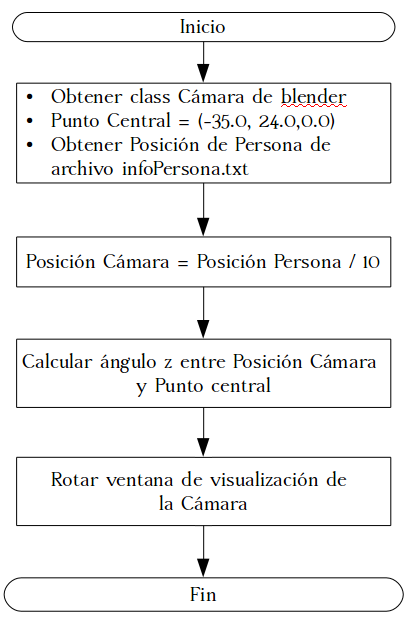 Inicio
• Obtener class Cámara de blender
• Punto Central = (-35.0, 24.0,0.0)
• Obtener Posición de Persona de
archivo infoPersona.txt
Posición Cámara = Posición Persona / 10
Calcular ángulo z entre Posición Cámara
y Punto central
Rotar ventana de visualización de
la Cámara
Fin